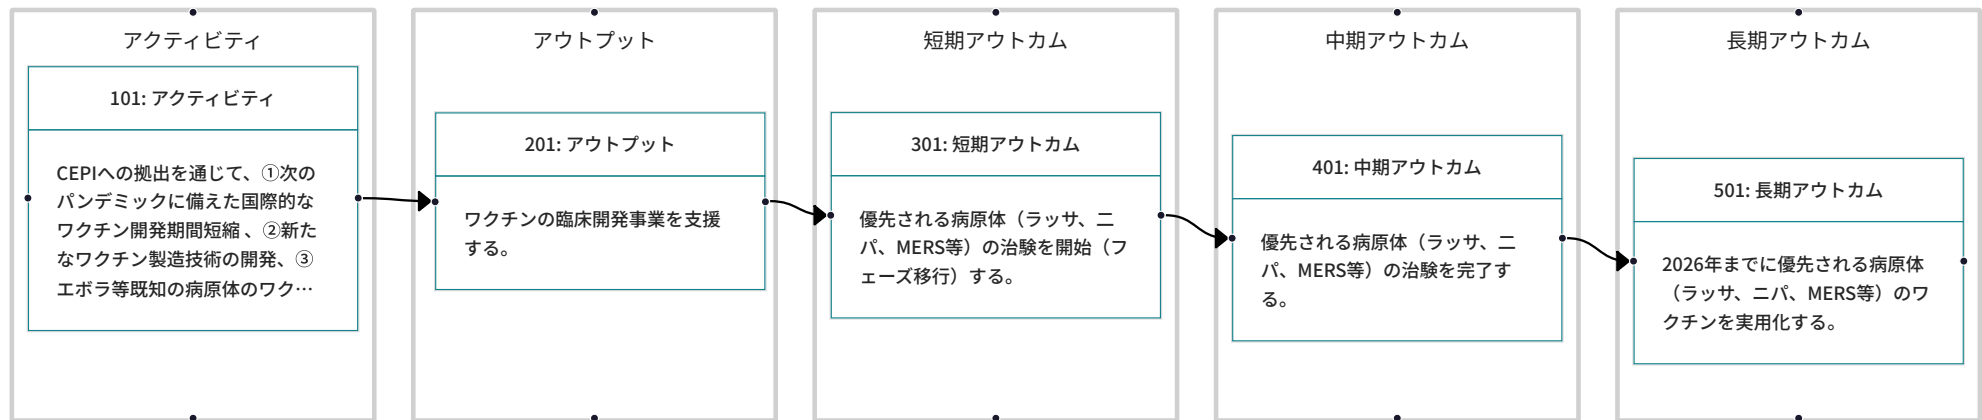 アクティビティ
101: アクティビティ
CEPIへの拠出を通じて、①次の
パンデミックに備えた国際的な
ワクチン開発期間短縮 、②新た
なワクチン製造技術の開発、③
エボラ等既知の病原体のワク…
アウトプット
201: アウトプット
ワクチンの臨床開発事業を支援
する。
短期アウトカム
301: 短期アウトカム
優先される病原体（ラッサ、ニ
パ、MERS等）の治験を開始（フ
ェーズ移行）する。
中期アウトカム
401: 中期アウトカム
優先される病原体（ラッサ、ニ
パ、MERS等）の治験を完了す
る。
長期アウトカム
501: 長期アウトカム
2026年までに優先される病原体
（ラッサ、ニパ、MERS等）のワ
クチンを実用化する。